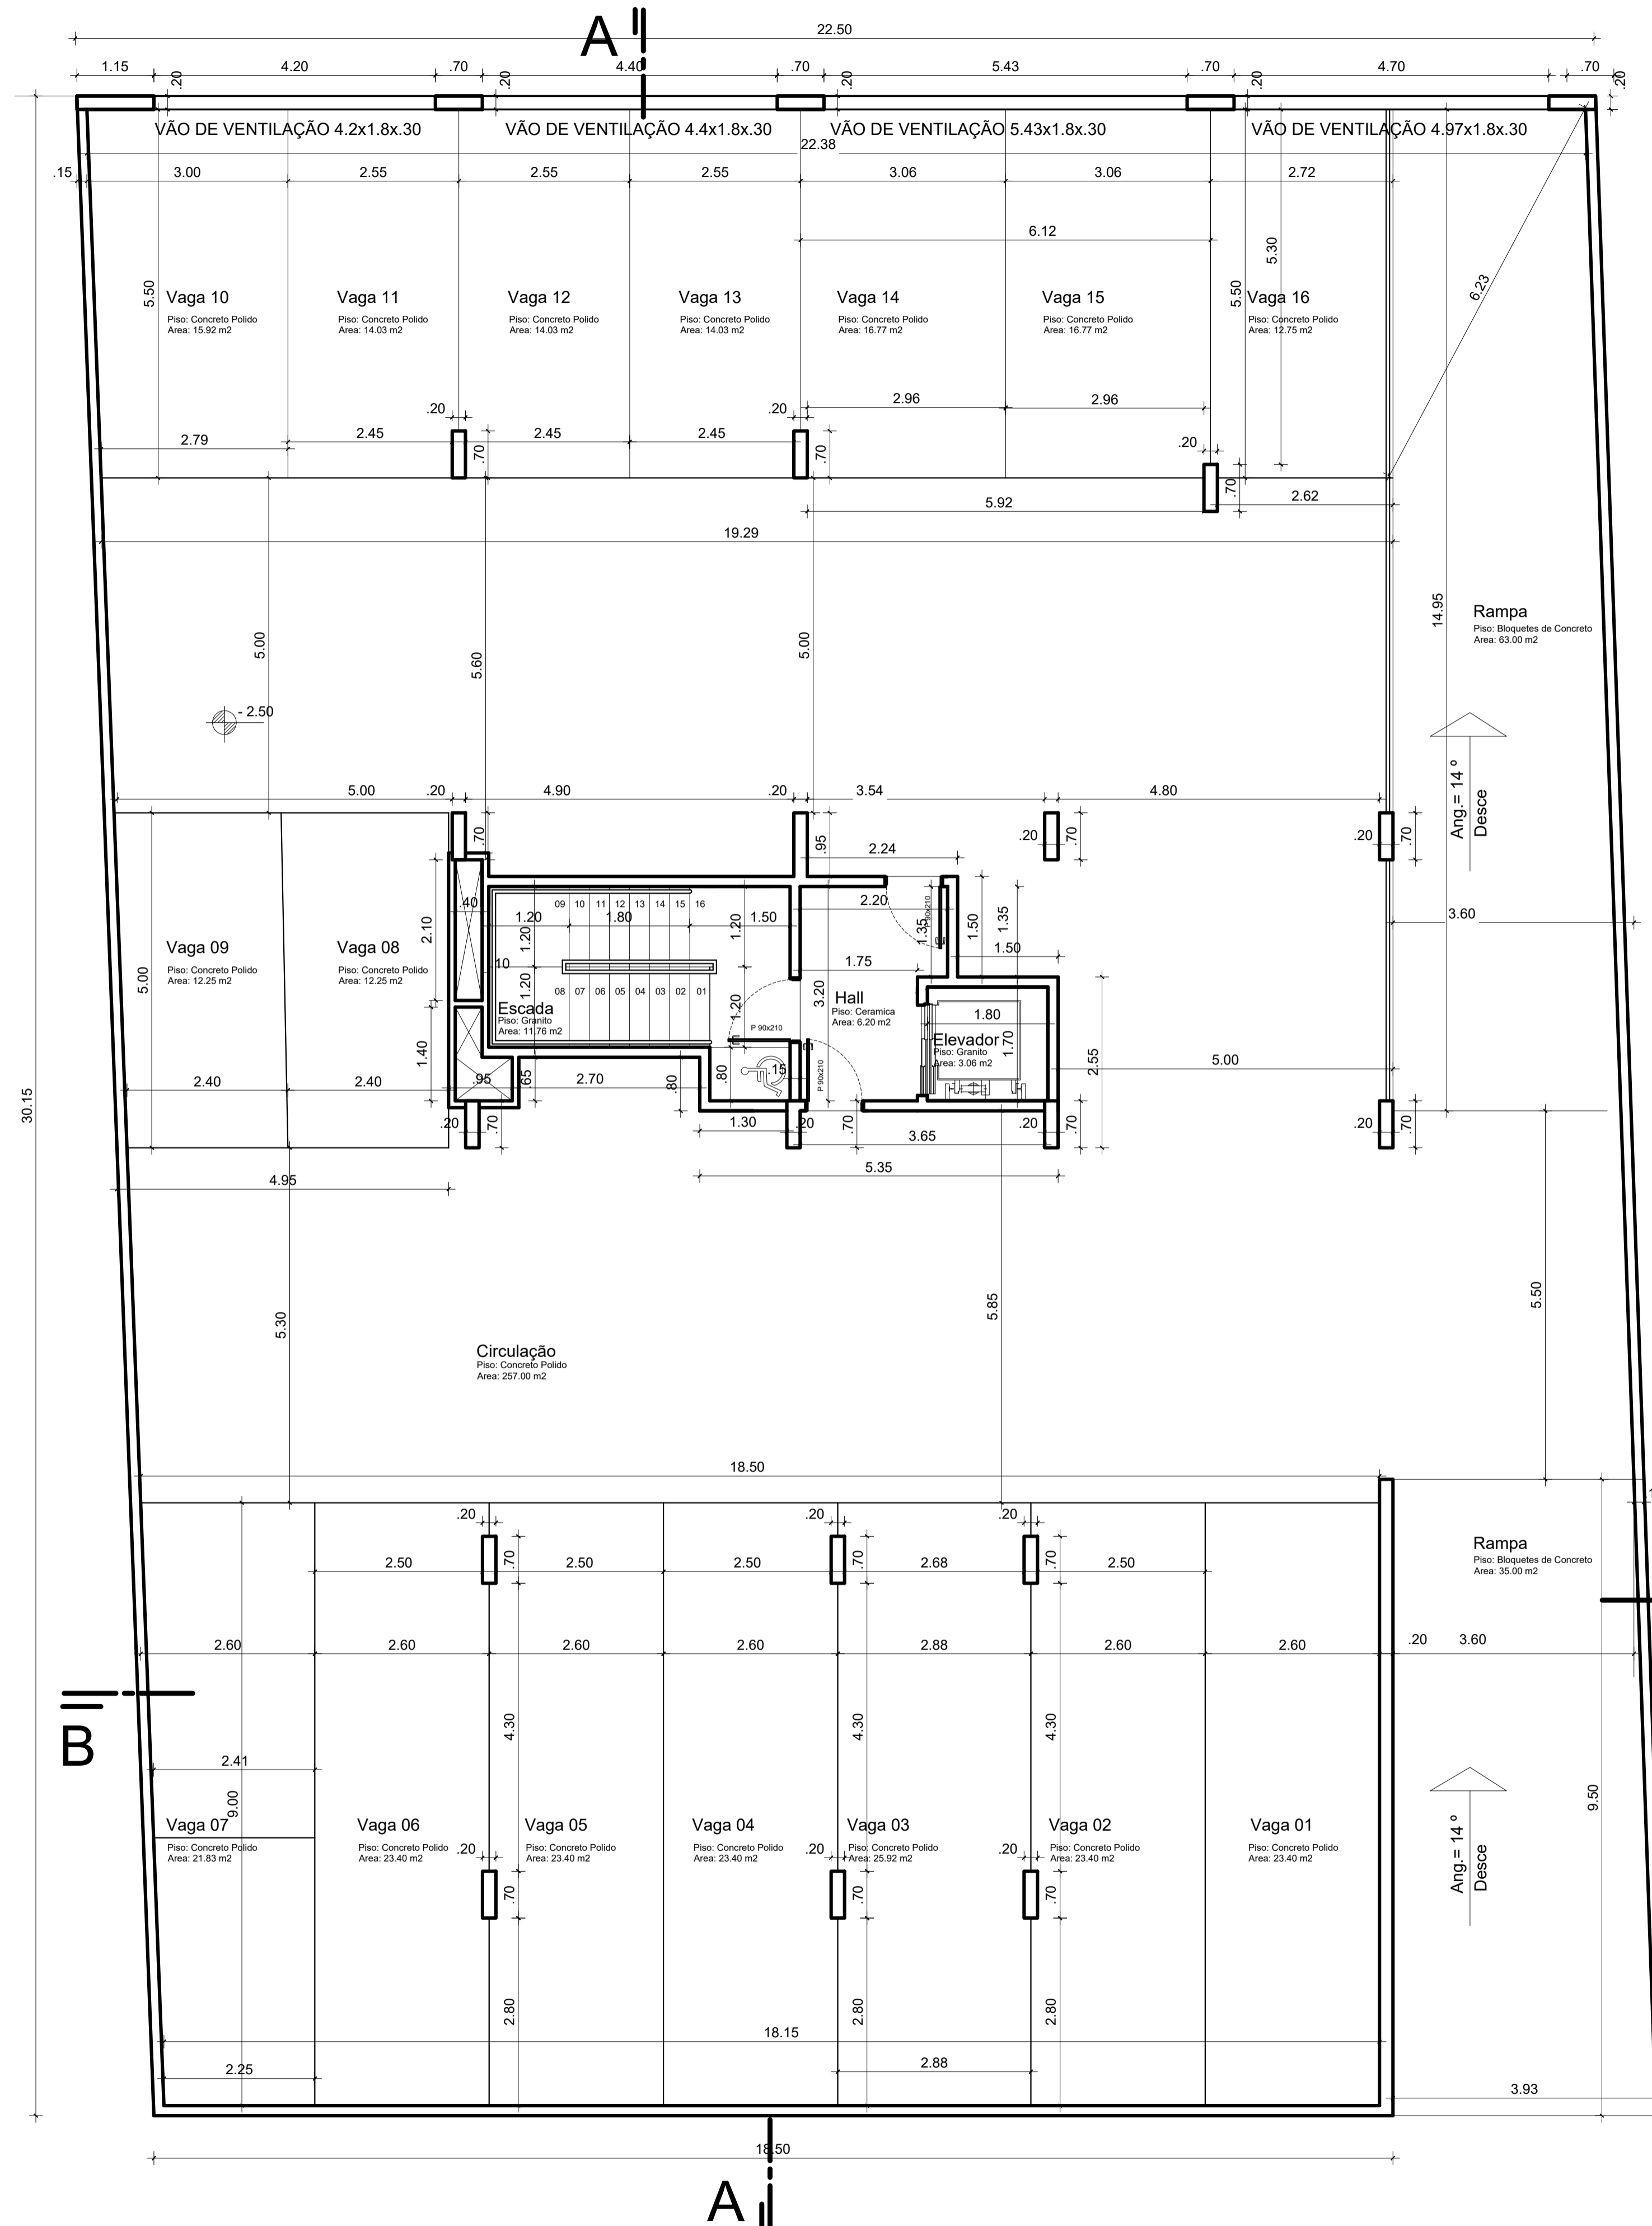 A
22.50
1.15 .20 4.20 .70 .20 4.40 .70 .20 5.43 .70 .20 4.70 .70 .20
VÃO DE VENTILAÇÃO 4.2x1.8x.30
VÃO DE VENTILAÇÃO 4.4x1.8x.30
VÃO DE VENTILAÇÃO 5.43x1.8x.30
VÃO DE VENTILAÇÃO 4.97x1.8x.30
22.38
.15 3.00 2.55 2.55 2.55 3.06 3.06 2.72
6.12
5.50
5.50
5.30
6.23
Vaga 10
Piso: Concreto Polido
Area: 15.92 m2
Vaga 11
Piso: Concreto Polido
Area: 14.03 m2
Vaga 12
Piso: Concreto Polido
Area: 14.03 m2
Vaga 13
Piso: Concreto Polido
Area: 14.03 m2
Vaga 14
Piso: Concreto Polido
Area: 16.77 m2
Vaga 15
Piso: Concreto Polido
Area: 16.77 m2
Vaga 16
Piso: Concreto Polido
Area: 12.75 m2
.20 .20 2.96 2.96
2.79 2.45 .70 2.45 2.45 .70 .20
5.92 .70 2.62
19.29
5.00
5.60
5.00
14.95
Rampa
Piso: Bloquetes de Concreto
Area: 63.00 m2
- 2.50
Ang.= 14 º
Desce
5.00 .20 4.90 .20 3.54 4.80
.70 .95 2.24 .20 .70 .20 .70
.40
09 10 11 12 13 14 15 16
1.20 1.80 1.50
2.20
2.10 1.20 1.20 1.35 1.50 1.35
P 90x210
3.60
1.50
Vaga 09
Piso: Concreto Polido
Area: 12.25 m2
Vaga 08
Piso: Concreto Polido
Area: 12.25 m2
5.00
10
1.75
08 07 06 05 04 03 02 01
1.20 1.20 3.20
Escada
Piso: Granito
Area: 11.76 m2
P 90x210
Hall
Piso: Ceramica
Area: 6.20 m2
1.80
Elevador
Piso: Granito
Area: 3.06 m2
1.70
2.55
5.00
1.40
2.40 2.40 .95 .65 2.70 .80 .80 .15
P 90x210
.20 .70 1.30 .20 .70 3.65 .20 .70 .20 .70
5.35
4.95
30.15
5.30
5.85
5.50
Circulação
Piso: Concreto Polido
Area: 257.00 m2
18.50
.20 .20 .20
2.50 .70 2.50 2.50 .70 2.68 .70 2.50
Rampa
Piso: Bloquetes de Concreto
Area: 35.00 m2
2.60 2.60 2.60 2.60 2.88 2.60 2.60 .20 3.60
B
4.30 4.30 4.30
2.41
9.00
9.50
Vaga 07
Piso: Concreto Polido
Area: 21.83 m2
Vaga 06
Piso: Concreto Polido
Area: 23.40 m2
Vaga 05
Piso: Concreto Polido
Area: 23.40 m2
Vaga 04
Piso: Concreto Polido
Area: 23.40 m2
Vaga 03
Piso: Concreto Polido
Area: 25.92 m2
Vaga 02
Piso: Concreto Polido
Area: 23.40 m2
Vaga 01
Piso: Concreto Polido
Area: 23.40 m2
.20 .20 .20
.70 .70 .70
Ang.= 14 º
Desce
2.80 2.80 2.80
18.15
2.25 2.88
3.93
18.50
A